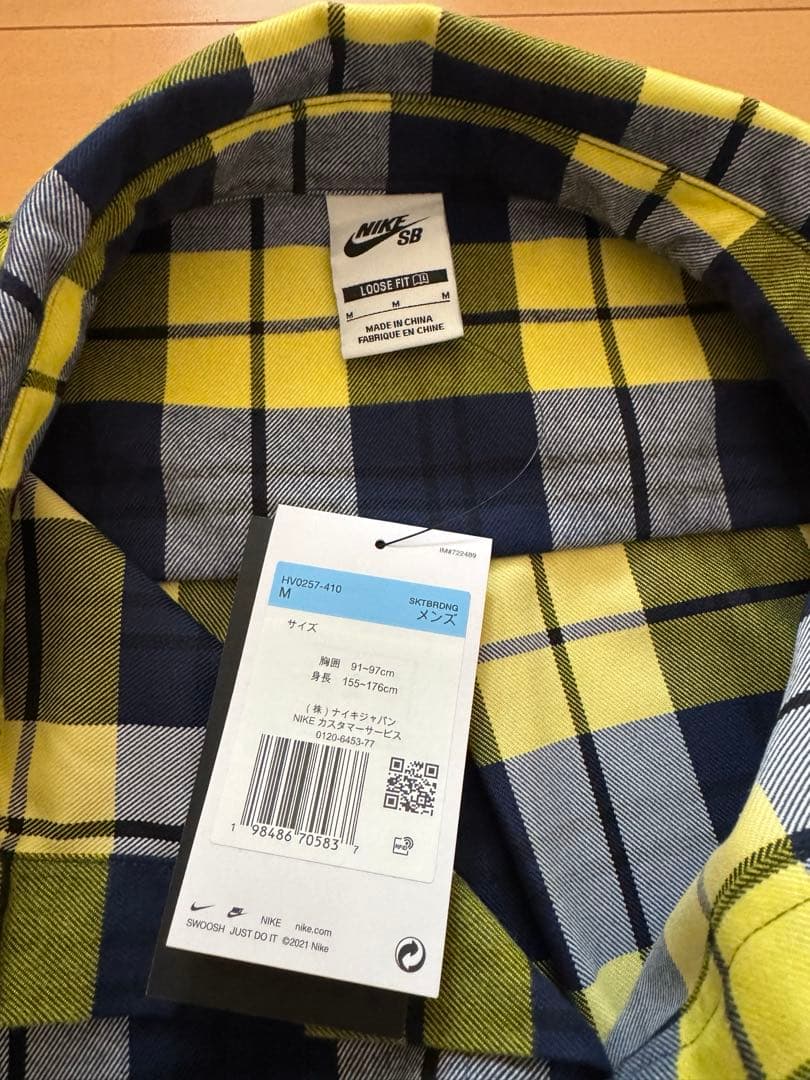 NIKE
SB
LOOSE FIT
M M M
MADE IN CHINA
FABRIQUE EN CHINE
IM#722489
HV0257-410
M
SKTBRDNG
メンズ
サイズ
胸囲 91~97cm
身長 155~176cm
(株)ナイキジャパン
NIKE カスタマーサービス
0120-6453-77
1 98486 70583 7
RFID
NIKE nike.com
SWOOSH JUST DO IT ©2021 Nike